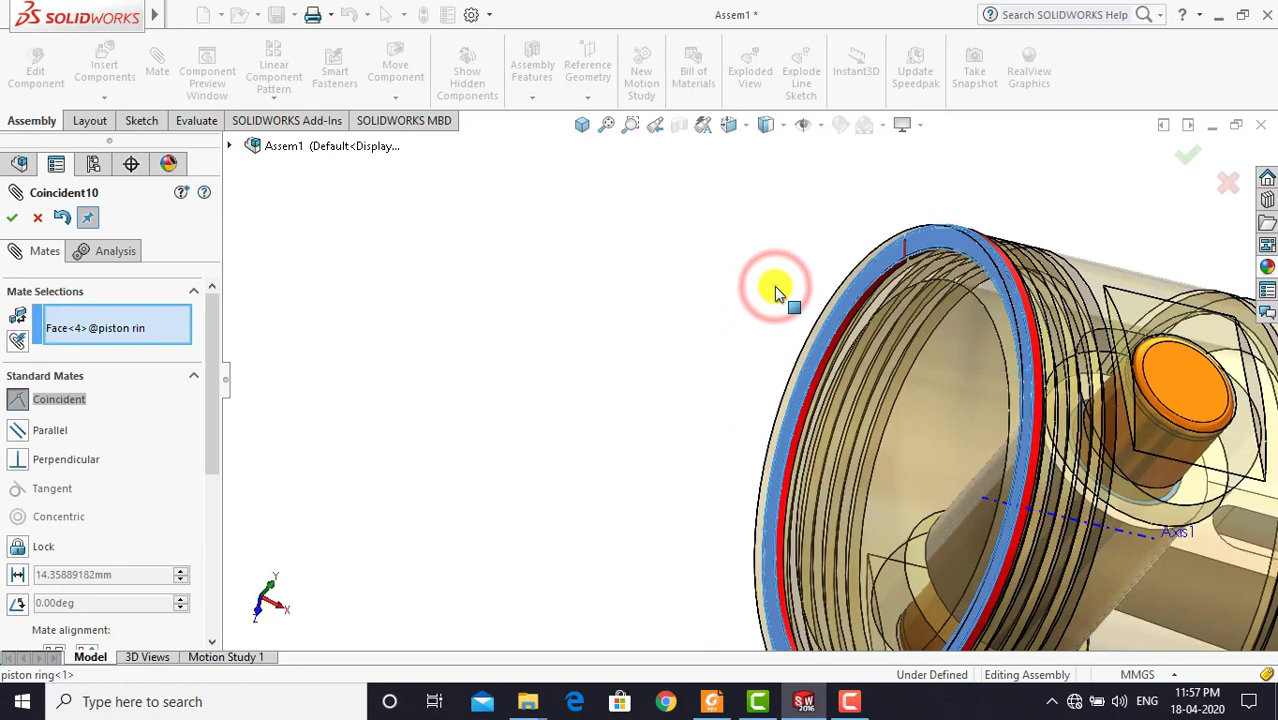 SOLIDWORKS
Assem1 *
Search SOLIDWORKS Help
Edit Component
Insert Components
Mate
Component Preview Window
Linear Component Pattern
Smart Fasteners
Move Component
Show Hidden Components
Assembly Features
Reference Geometry
New Motion Study
Bill of Materials
Exploded View
Explode Line Sketch
Instant3D
Update Speedpak
Take Snapshot
RealView Graphics
Assembly
Layout
Sketch
Evaluate
SOLIDWORKS Add-Ins
SOLIDWORKS MBD
Assem1 (Default<Display...
Coincident10
Mates
Analysis
Mate Selections
Face<4> @piston rin
Standard Mates
Coincident
Parallel
Perpendicular
Tangent
Concentric
Lock
14.35889182mm
0.00deg
Mate alignment:
Axis1
Y
X
Z
Model
3D Views
Motion Study 1
piston ring<1>
Under Defined
Editing Assembly
MMGS
Type here to search
SW
2016
ENG
11:57 PM
18-04-2020